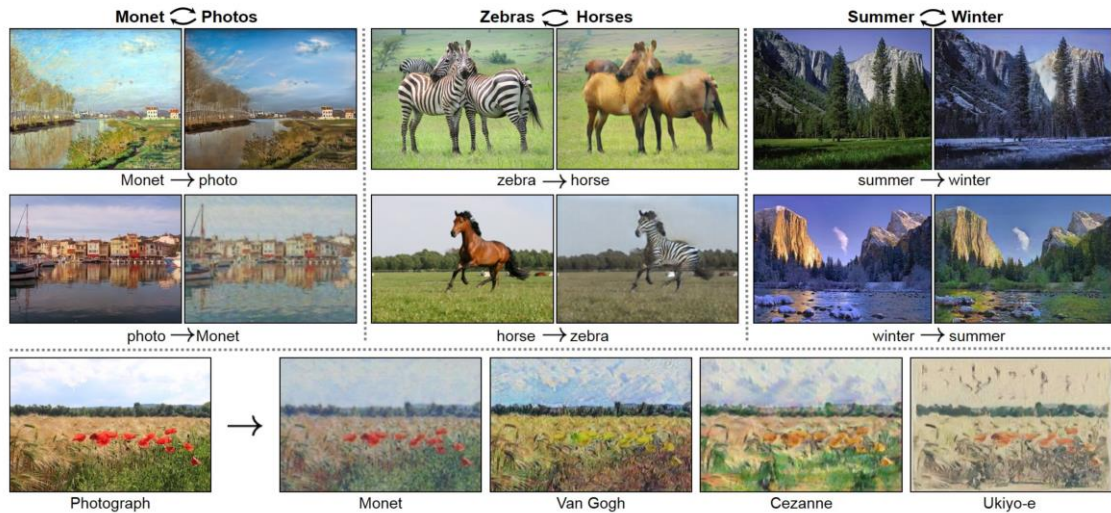 Monet Photos
Zebras Horses
Summer Winter
Monet → photo
zebra → horse
summer → winter
photo → Monet
horse → zebra
winter → summer
Photograph
Monet
Van Gogh
Cezanne
Ukiyo-e